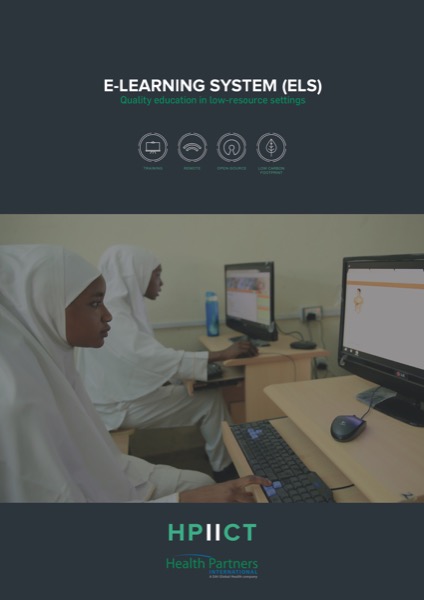 E-LEARNING SYSTEM (ELS)
Quality education in low-resource settings
TRAINING
REMOTE
OPEN-SOURCE
LOW CARBON
FOOTPRINT
HPIICT
Health Partners
INTERNATIONAL